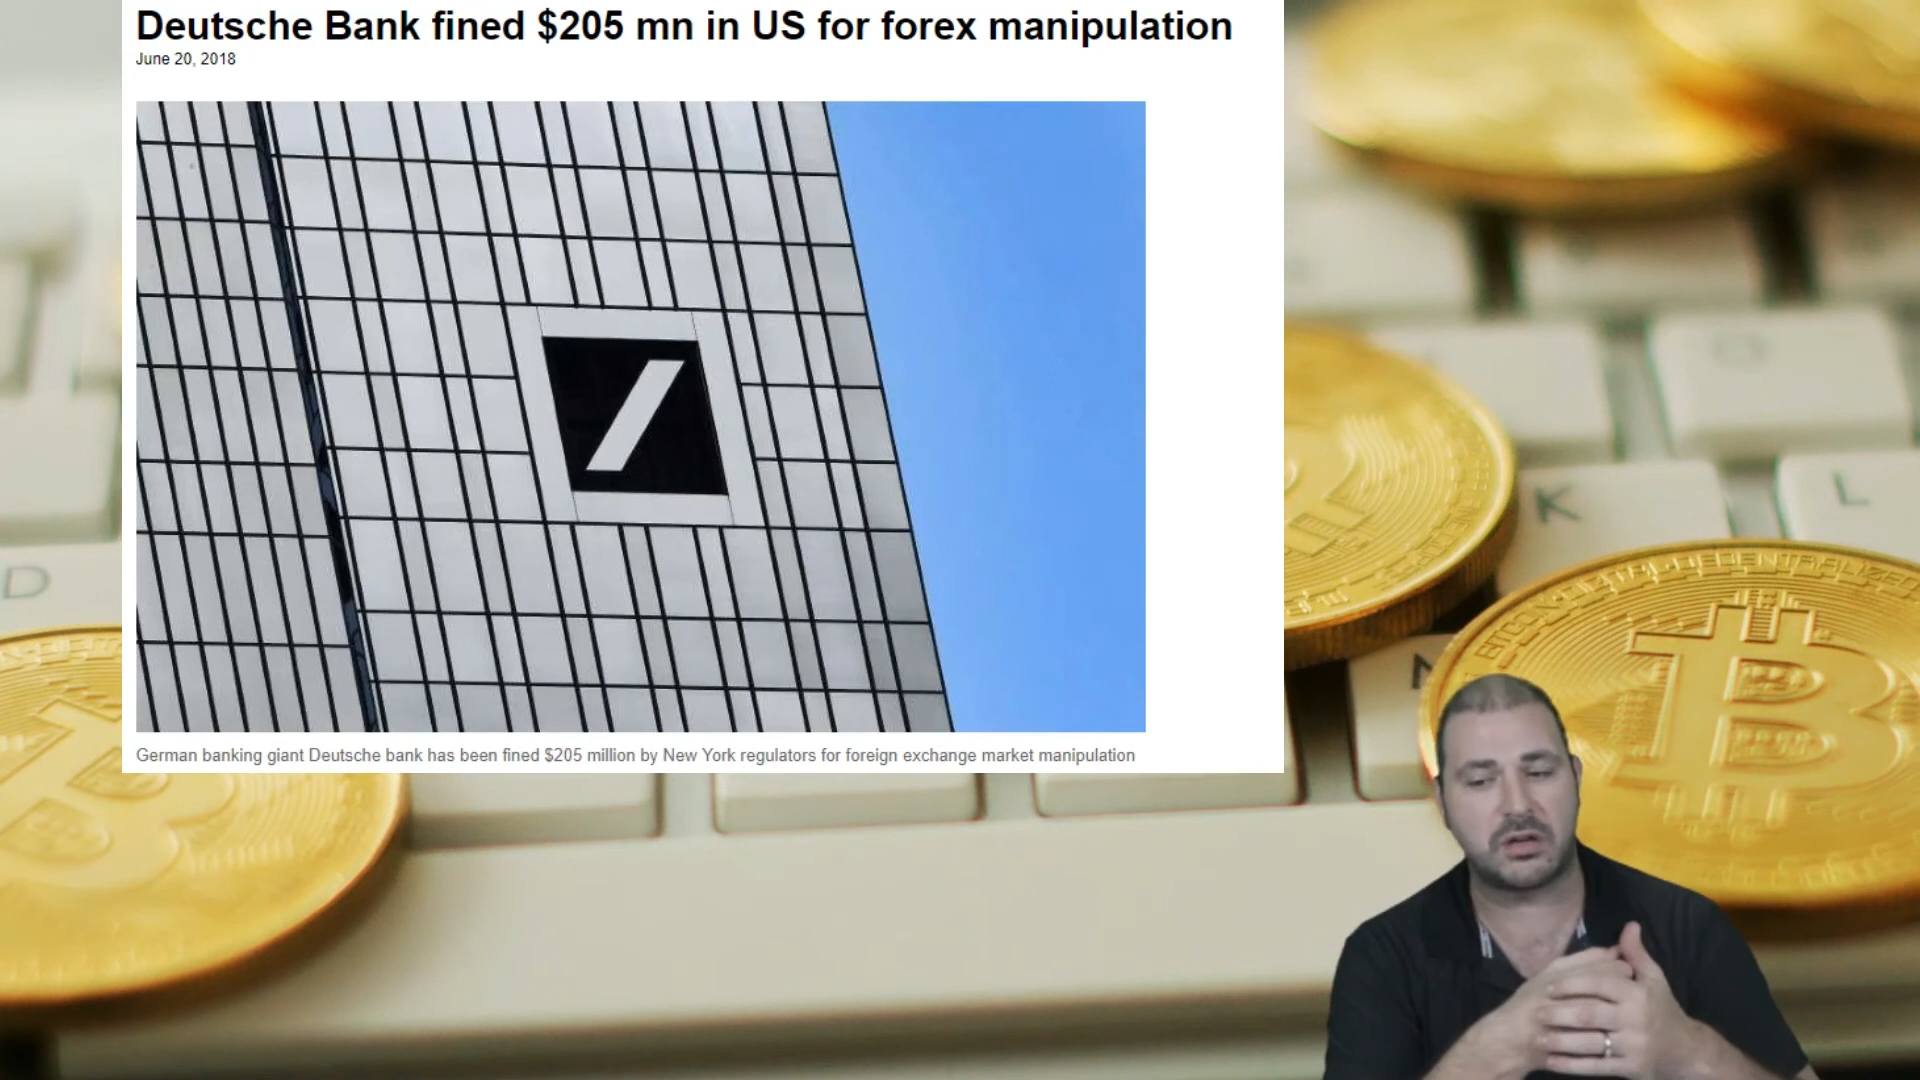 Deutsche Bank fined $205 mn in US for forex manipulation
June 20, 2018
German banking giant Deutsche bank has been fined $205 million by New York regulators for foreign exchange market manipulation
D
K
L
N